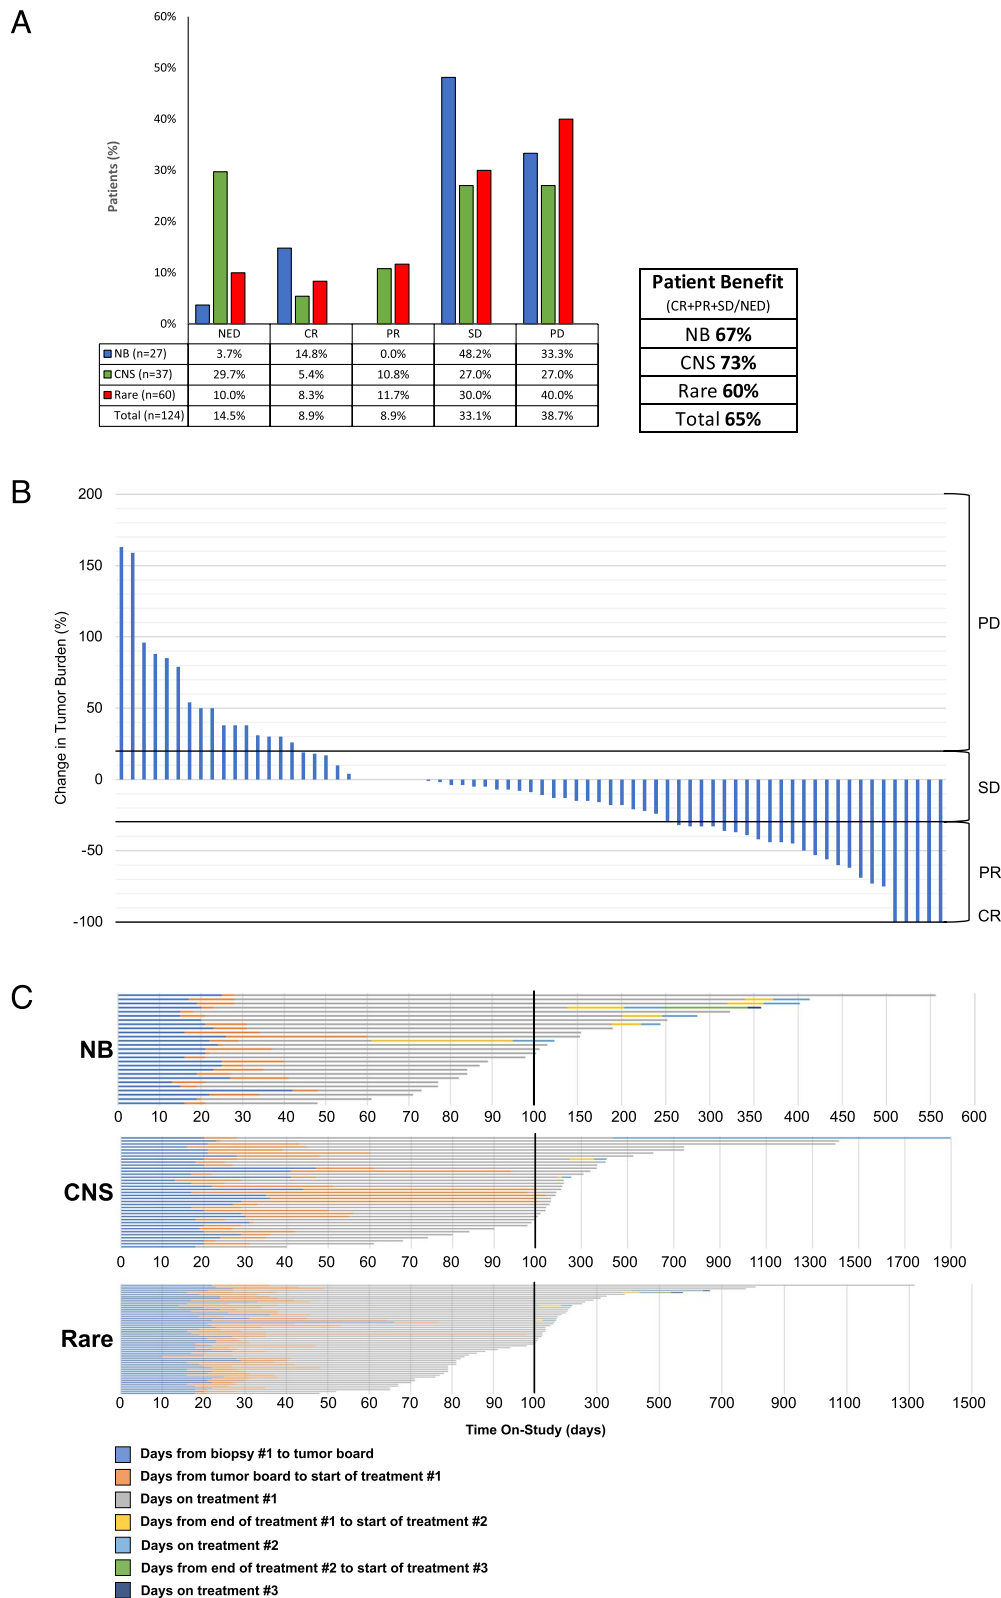 A
60%
50%
40%
30%
20%
10%
0%
Patients (%)
NED CR PR SD PD
NB (n=27) 3.7% 14.8% 0.0% 48.2% 33.3%
CNS (n=37) 29.7% 5.4% 10.8% 27.0% 27.0%
Rare (n=60) 10.0% 8.3% 11.7% 30.0% 40.0%
Total (n=124) 14.5% 8.9% 8.9% 33.1% 38.7%
Patient Benefit
(CR+PR+SD/NED)
NB 67%
CNS 73%
Rare 60%
Total 65%
B
200
150
100
50
0
-50
-100
Change in Tumor Burden (%)
PD
SD
PR
CR
C
NB
0 10 20 30 40 50 60 70 80 90 100 150 200 250 300 350 400 450 500 550 600
CNS
0 10 20 30 40 50 60 70 80 90 100 300 500 700 900 1100 1300 1500 1700 1900
Rare
0 10 20 30 40 50 60 70 80 90 100 300 500 700 900 1100 1300 1500
Time On-Study (days)
Days from biopsy #1 to tumor board
Days from tumor board to start of treatment #1
Days on treatment #1
Days from end of treatment #1 to start of treatment #2
Days on treatment #2
Days from end of treatment #2 to start of treatment #3
Days on treatment #3